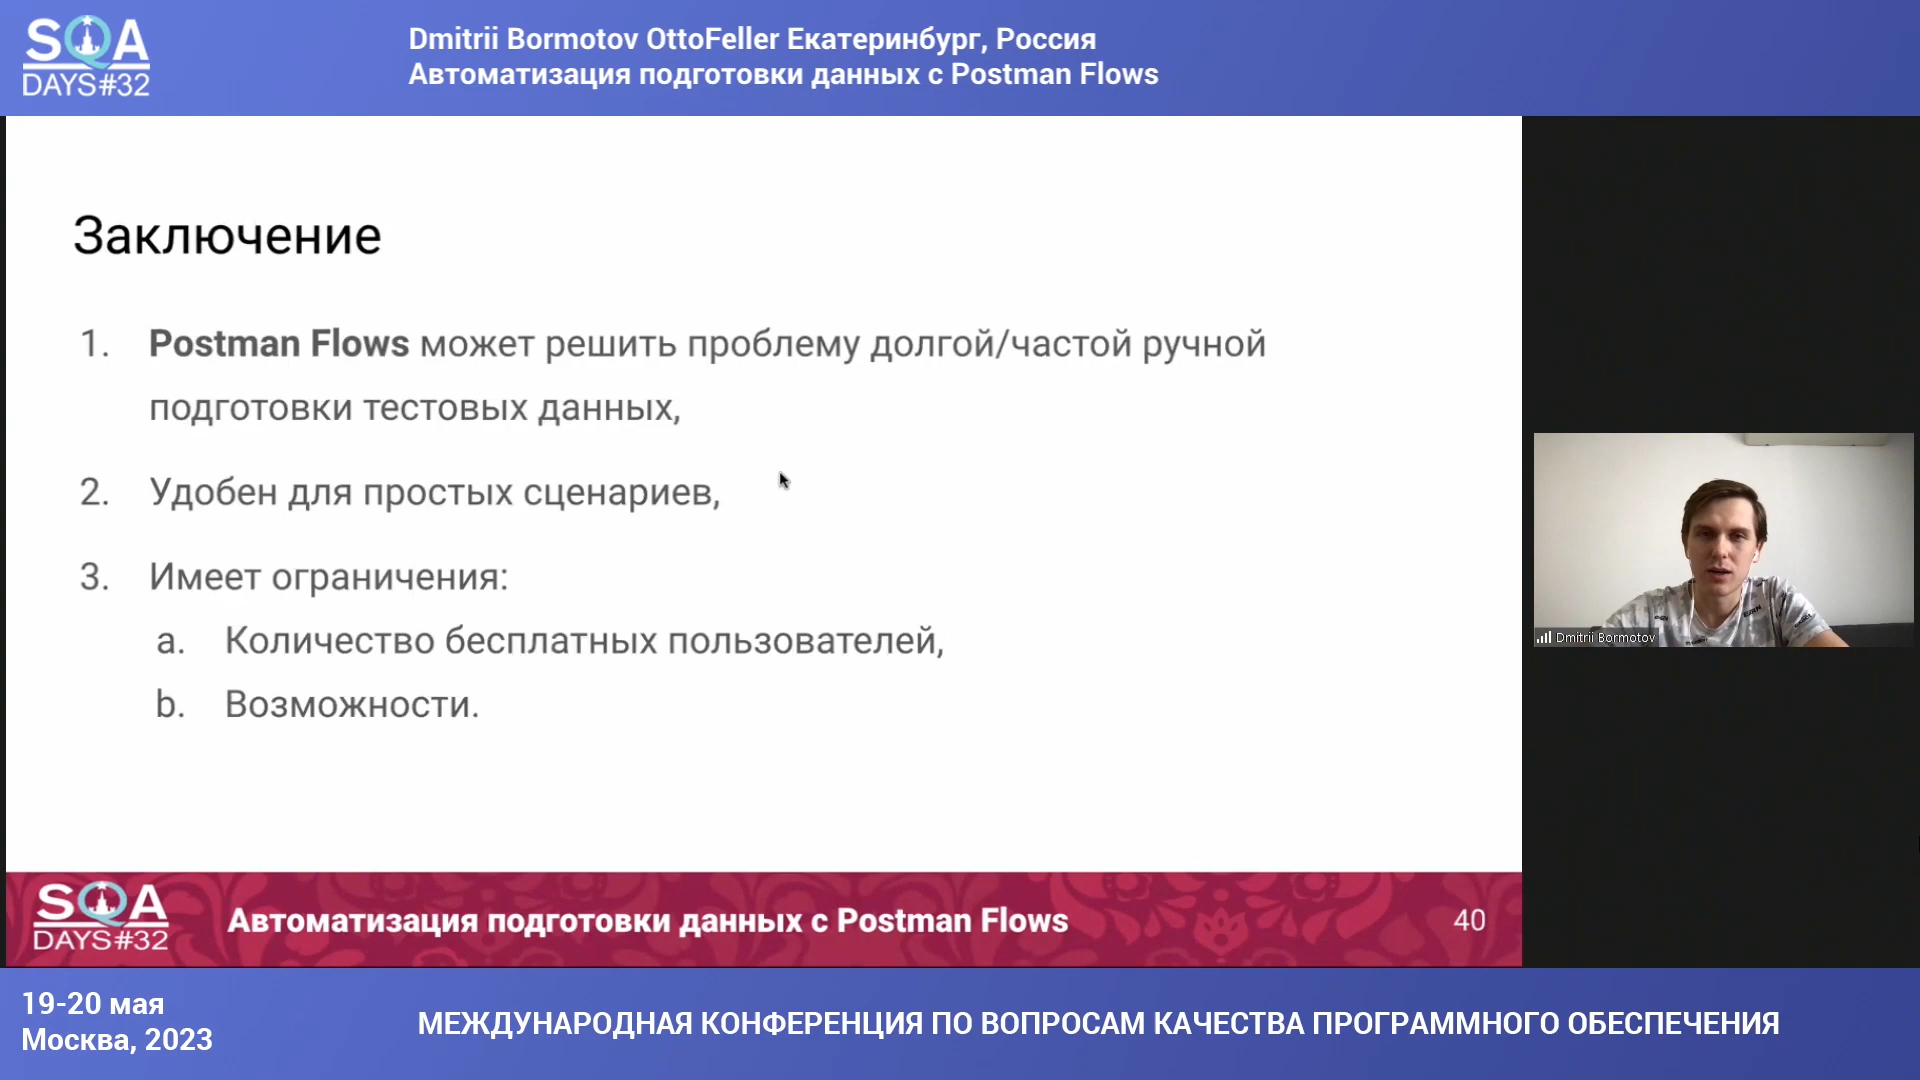 SQA
DAYS#32
Dmitrii Bormotov OttoFeller Екатеринбург, Россия
Автоматизация подготовки данных с Postman Flows
Заключение
1. Postman Flows может решить проблему долгой/частой ручной
подготовки тестовых данных,
2. Удобен для простых сценариев,
3. Имеет ограничения:
a. Количество бесплатных пользователей,
b. Возможности.
Dmitrii Bormotov
SQA
DAYS#32
Автоматизация подготовки данных с Postman Flows
40
19-20 мая
Москва, 2023
МЕЖДУНАРОДНАЯ КОНФЕРЕНЦИЯ ПО ВОПРОСАМ КАЧЕСТВА ПРОГРАММНОГО ОБЕСПЕЧЕНИЯ